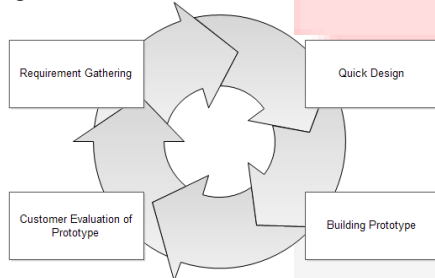 Requirement Gathering
Quick Design
Customer Evaluation of
Prototype
Building Prototype